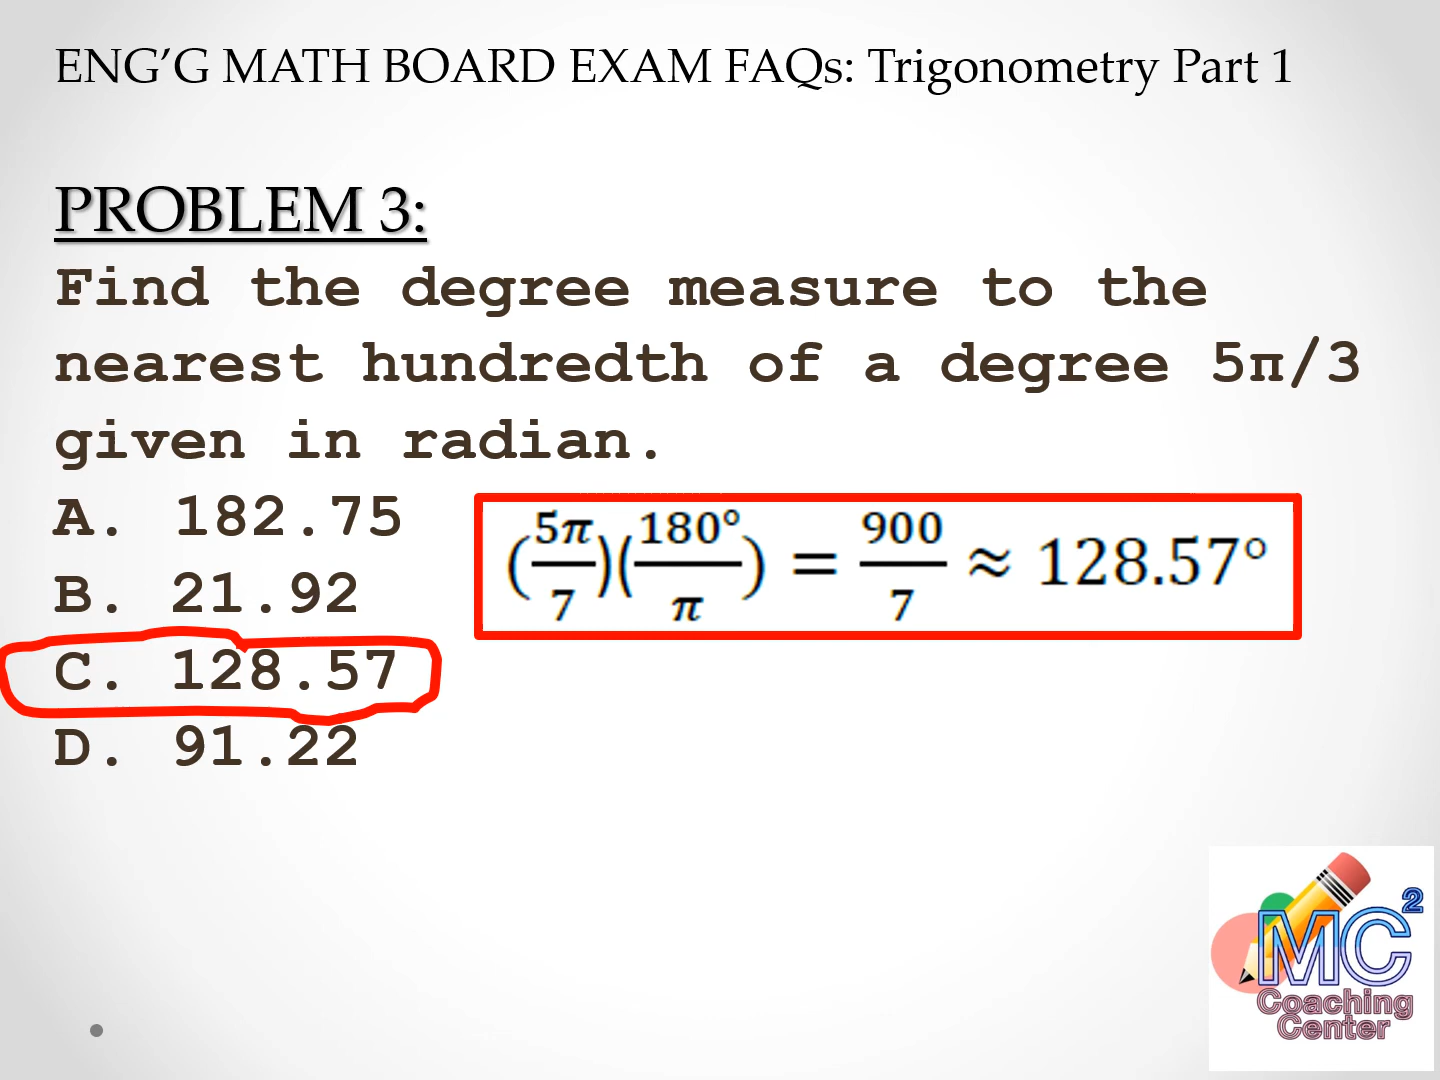 ENG’G MATH BOARD EXAM FAQs: Trigonometry Part 1
PROBLEM 3:
Find the degree measure to the
nearest hundredth of a degree 5π/3
given in radian.
A. 182.75
B. 21.92
C. 128.57
D. 91.22
(5π/7)(180°/π) = 900/7 ≈ 128.57°
MC²
Coaching
Center